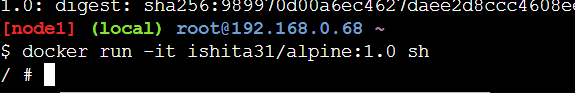 1.0: digest: sha256:989970d00a6ec4627daee2d8ccc4608ee
[node1] (local) root@192.168.0.68 ~
$ docker run -it ishita31/alpine:1.0 sh
/ #